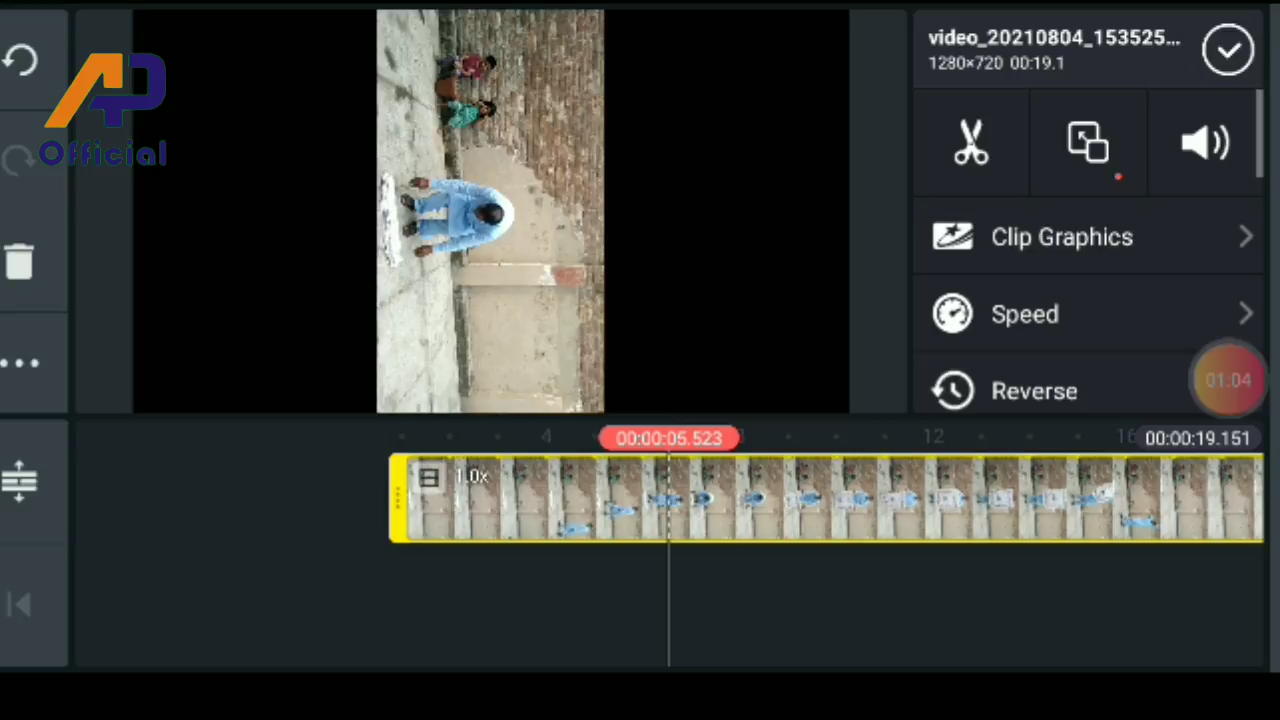 AP
Official
video_20210804_153525...
1280×720 00:19.1
Clip Graphics
Speed
Reverse
01:04
4
00:00:05.523
12
16
00:00:19.151
1.0x